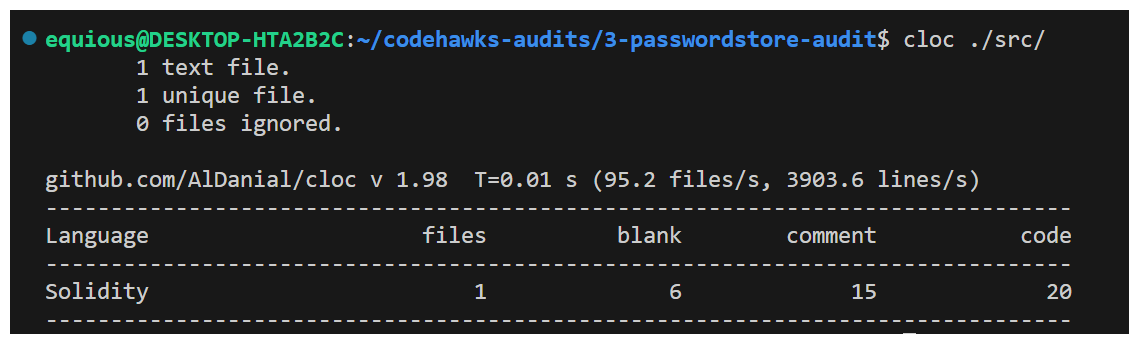 equious@DESKTOP-HTA2B2C:~/codehawks-audits/3-passwordstore-audit$ cloc ./src/
1 text file.
1 unique file.
0 files ignored.
github.com/AlDanial/cloc v 1.98  T=0.01 s (95.2 files/s, 3903.6 lines/s)
-------------------------------------------------------------------------------
Language                     files          blank        comment           code
-------------------------------------------------------------------------------
Solidity                         1              6             15             20
-------------------------------------------------------------------------------